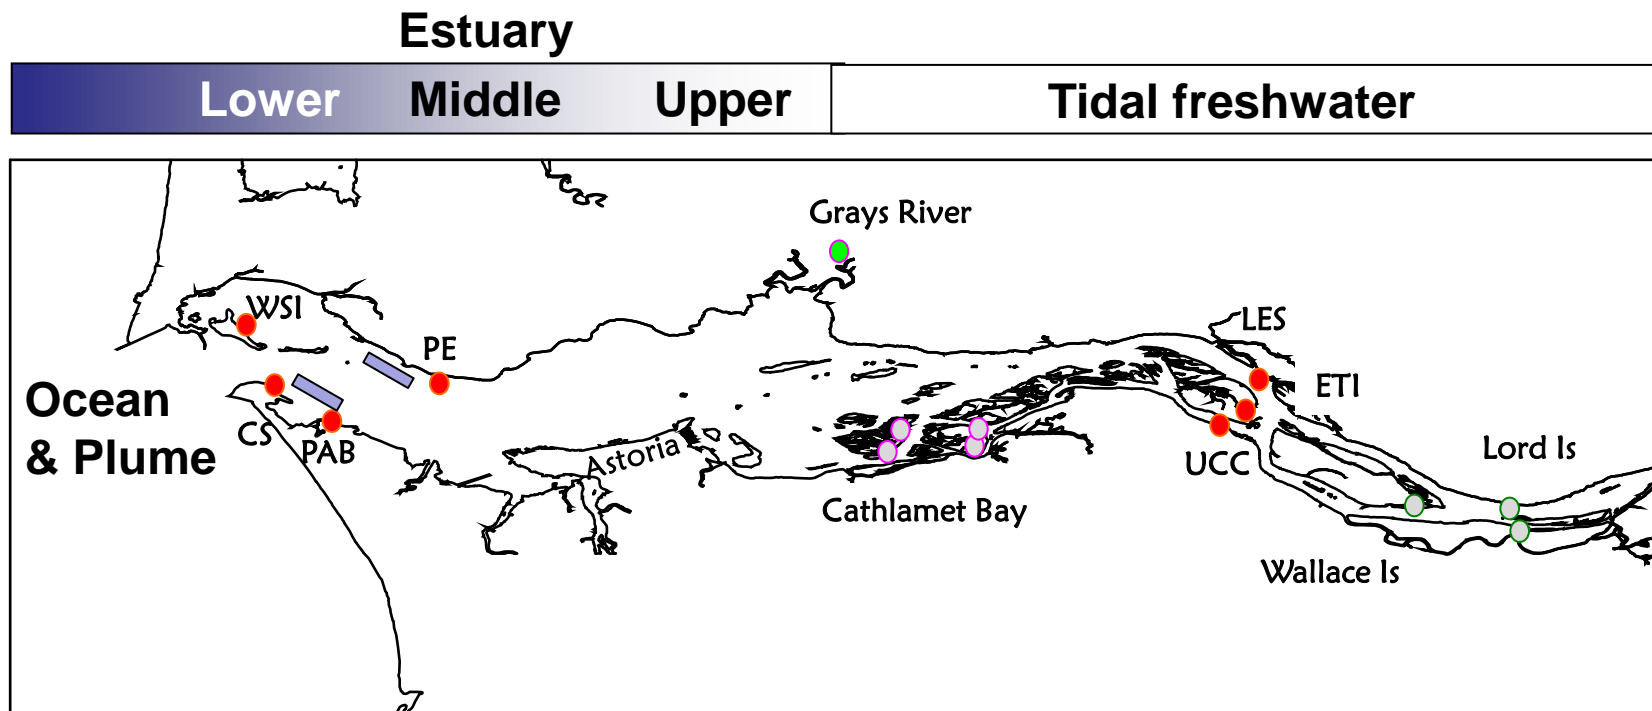 Estuary
Lower Middle Upper Tidal freshwater
Grays River
WSI
LES
PE
ETI
Ocean
& Plume
CS
PAB
Astoria
UCC
Lord Is
Cathlamet Bay
Wallace Is